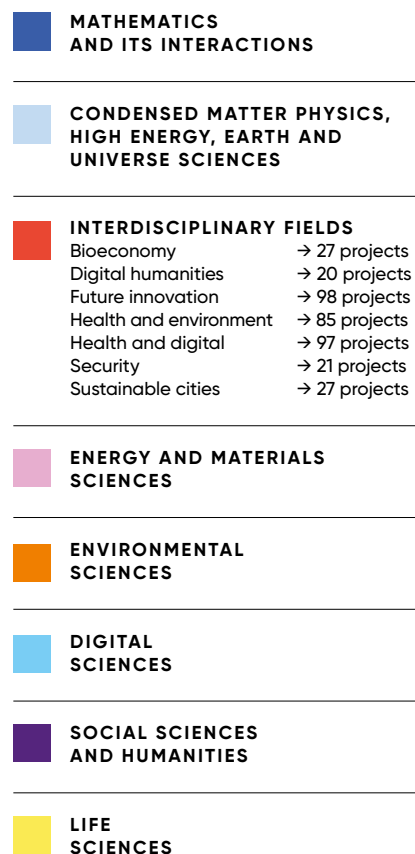 MATHEMATICS
AND ITS INTERACTIONS
CONDENSED MATTER PHYSICS,
HIGH ENERGY, EARTH AND
UNIVERSE SCIENCES
INTERDISCIPLINARY FIELDS
Bioeconomy → 27 projects
Digital humanities → 20 projects
Future innovation → 98 projects
Health and environment → 85 projects
Health and digital → 97 projects
Security → 21 projects
Sustainable cities → 27 projects
ENERGY AND MATERIALS
SCIENCES
ENVIRONMENTAL
SCIENCES
DIGITAL
SCIENCES
SOCIAL SCIENCES
AND HUMANITIES
LIFE
SCIENCES